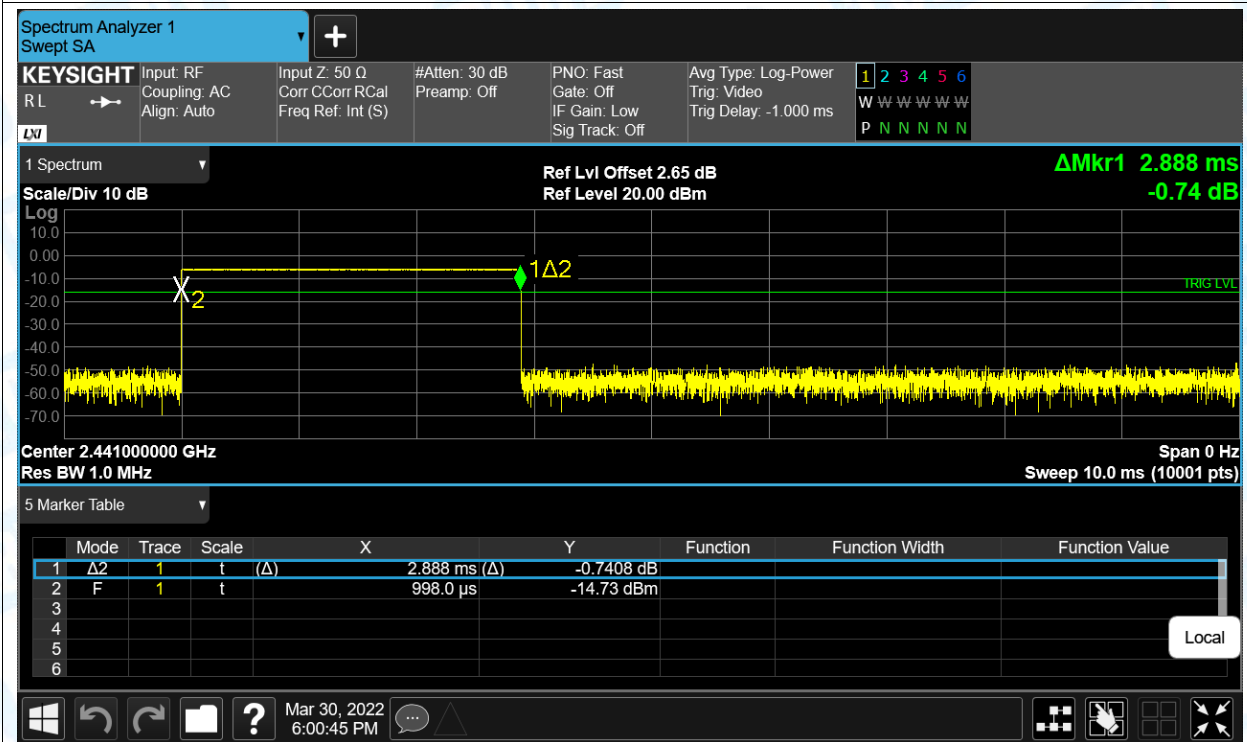 Spectrum Analyzer 1
Swept SA
KEYSIGHT Input: RF Input Z: 50 Ω #Atten: 30 dB PNO: Fast Avg Type: Log-Power 1 2 3 4 5 6
R L Coupling: AC Corr CCorr RCal Preamp: Off Gate: Off Trig: Video W W W W W W
Align: Auto Freq Ref: Int (S) IF Gain: Low Trig Delay: -1.000 ms
LXI Sig Track: Off P N N N N N
1 Spectrum Ref Lvl Offset 2.65 dB ΔMkr1 2.888 ms
Scale/Div 10 dB Ref Level 20.00 dBm -0.74 dB
Log
10.0
0.00
-10.0 1Δ2 TRIG LVL
-20.0 2
-30.0
-40.0
-50.0
-60.0
-70.0
Center 2.441000000 GHz Span 0 Hz
Res BW 1.0 MHz Sweep 10.0 ms (10001 pts)
5 Marker Table
Mode Trace Scale X Y Function Function Width Function Value
1 Δ2 1 t (Δ) 2.888 ms (Δ) -0.7408 dB
2 F 1 t 998.0 µs -14.73 dBm
3
4
5
6
Local
? Mar 30, 2022
6:00:45 PM